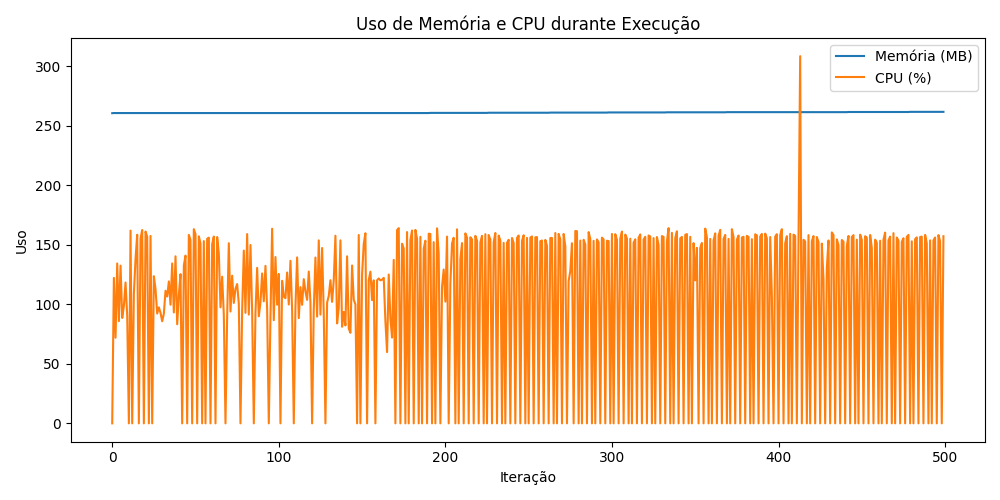 Uso de Memória e CPU durante Execução
Memória (MB)
CPU (%)
Uso
300
250
200
150
100
50
0
0 100 200 300 400 500
Iteração